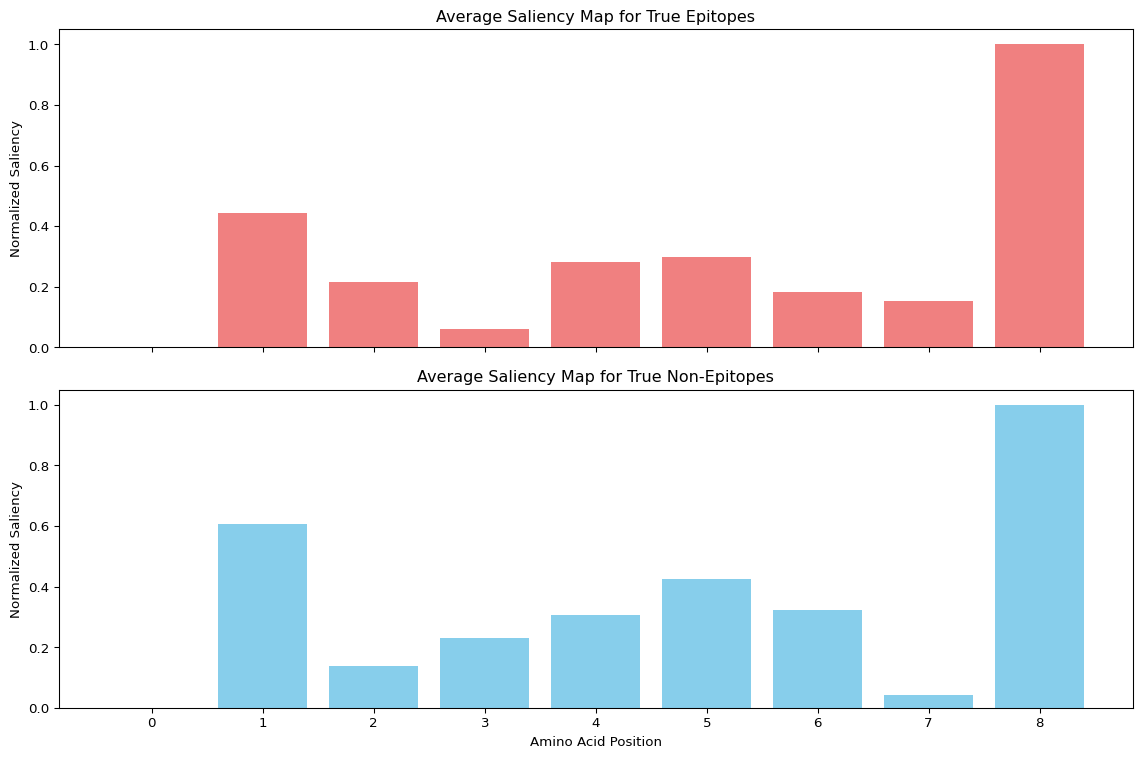 Average Saliency Map for True Epitopes
Normalized Saliency
1.0
0.8
0.6
0.4
0.2
0.0
Average Saliency Map for True Non-Epitopes
Normalized Saliency
1.0
0.8
0.6
0.4
0.2
0.0
0 1 2 3 4 5 6 7 8
Amino Acid Position